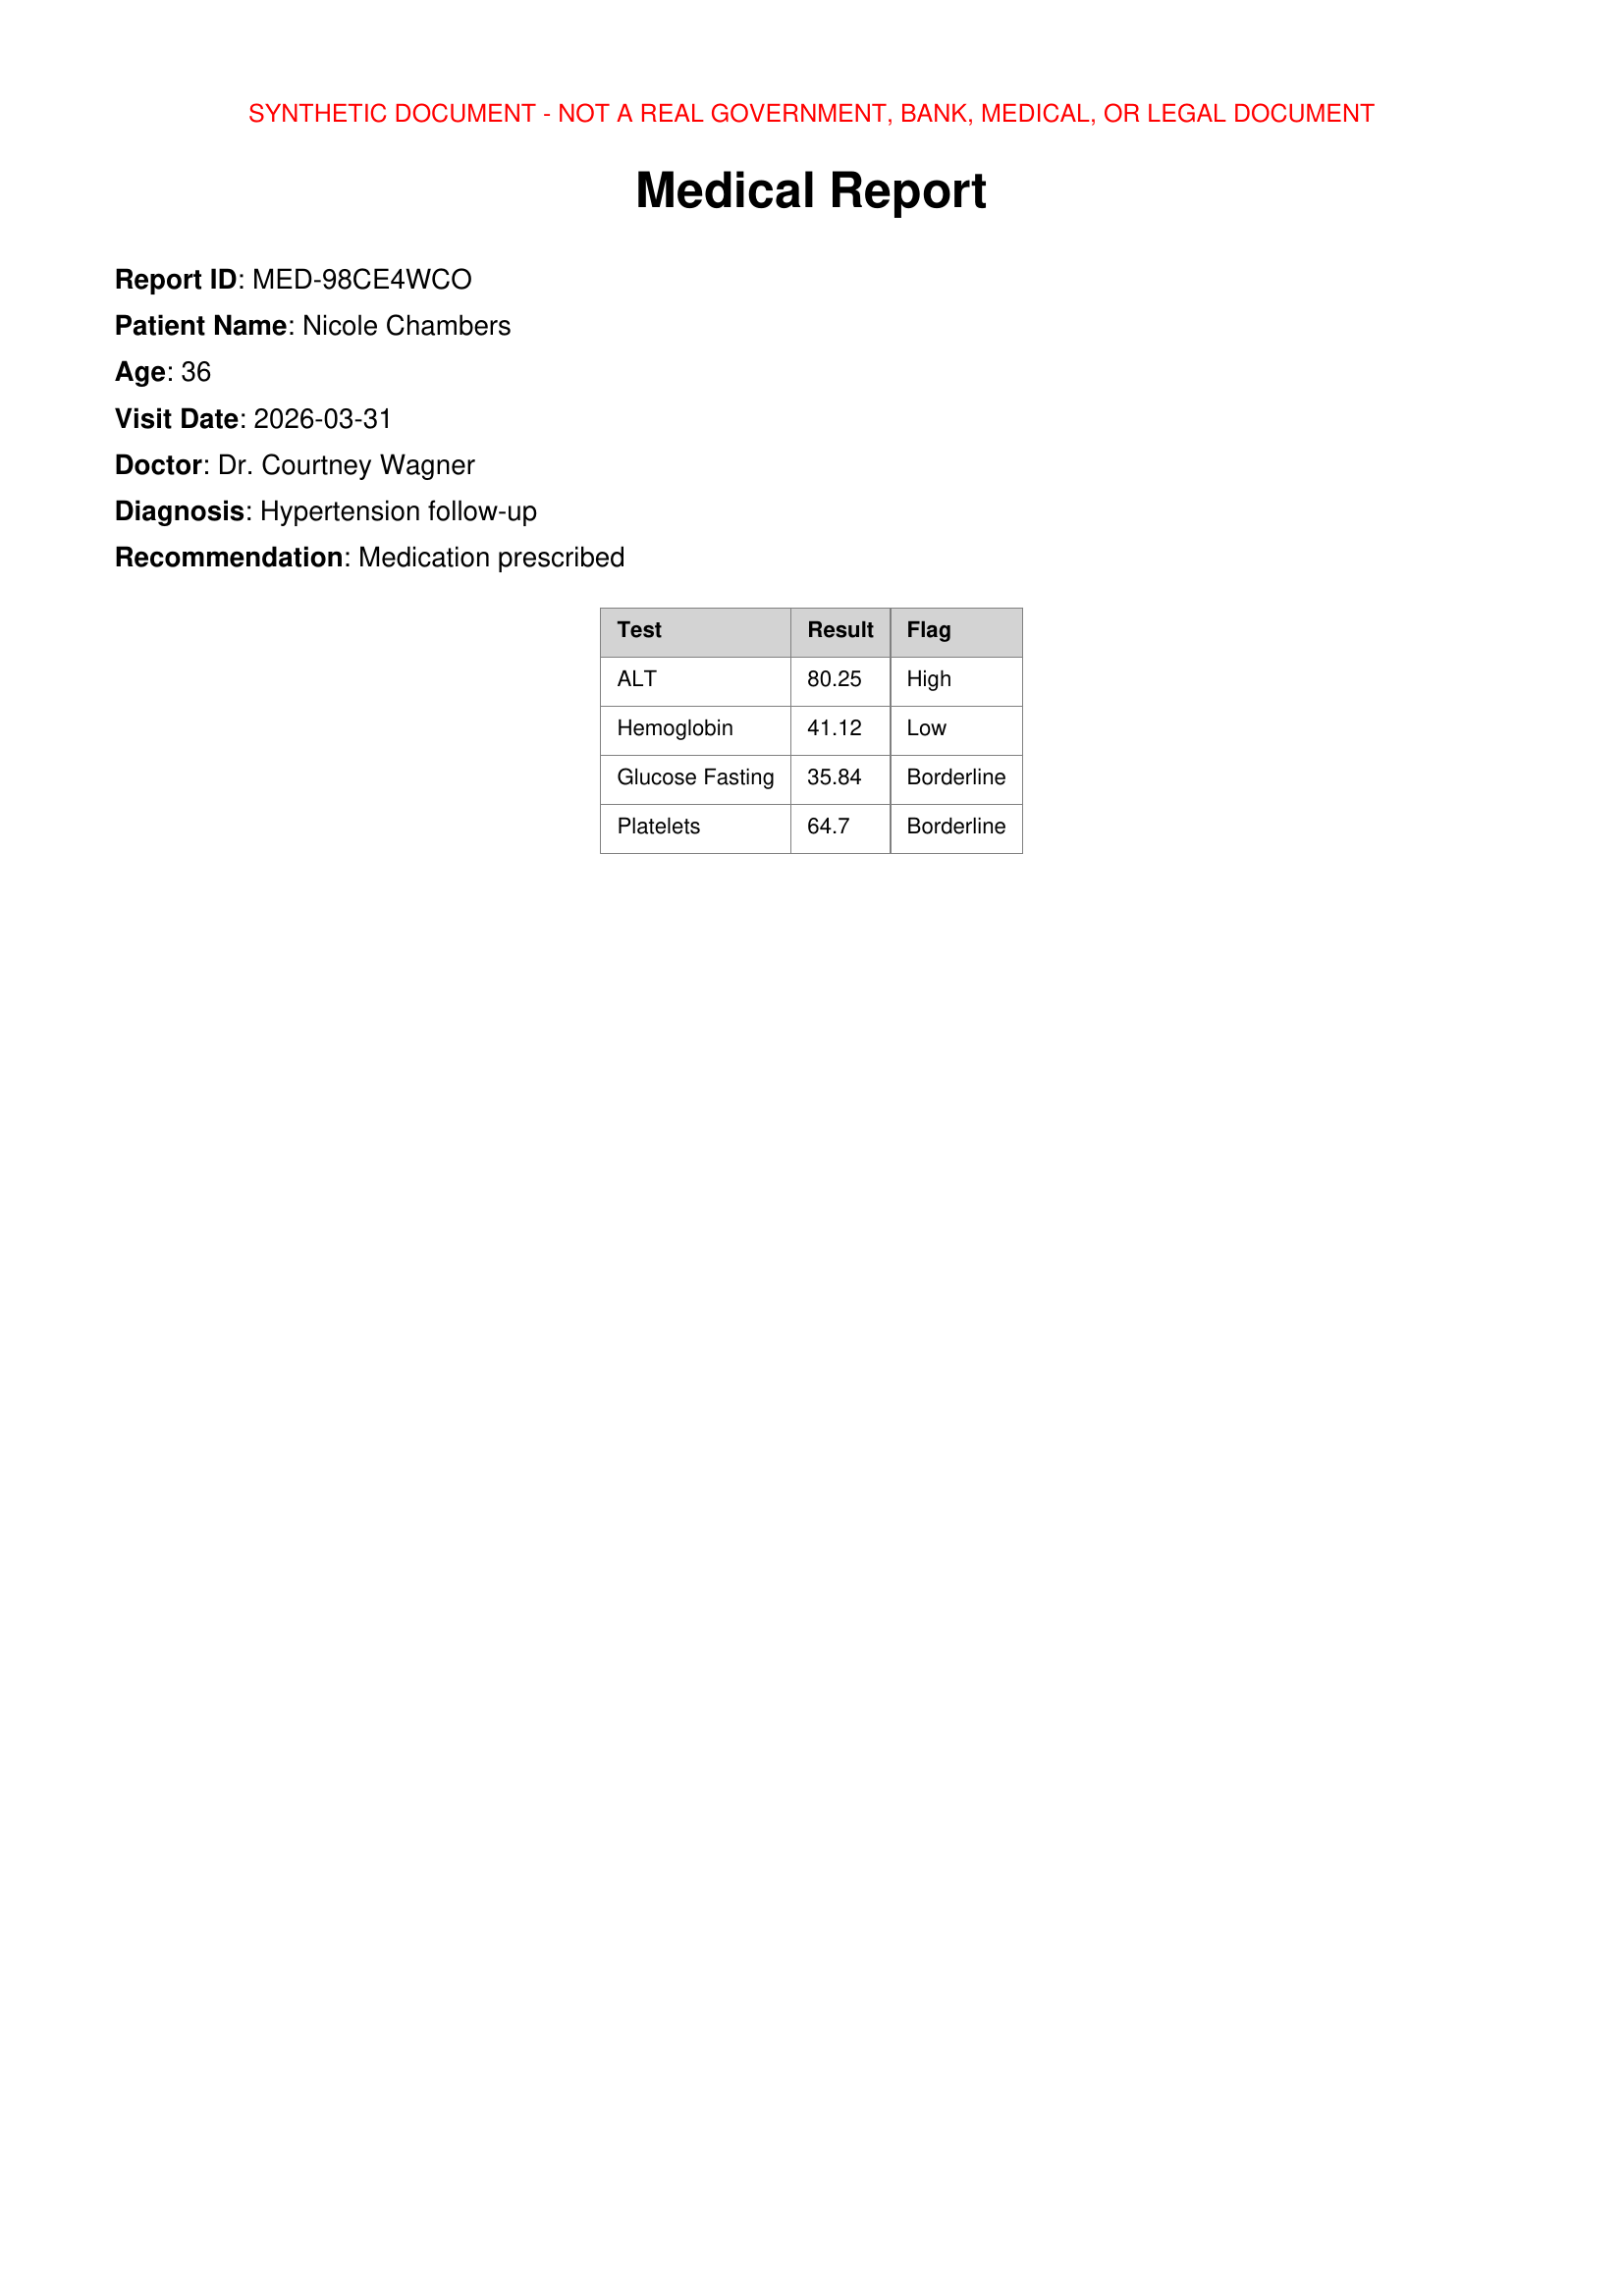 SYNTHETIC DOCUMENT - NOT A REAL GOVERNMENT, BANK, MEDICAL, OR LEGAL DOCUMENT
Medical Report
Report ID: MED-98CE4WCO
Patient Name: Nicole Chambers
Age: 36
Visit Date: 2026-03-31
Doctor: Dr. Courtney Wagner
Diagnosis: Hypertension follow-up
Recommendation: Medication prescribed
Test Result Flag
ALT 80.25 High
Hemoglobin 41.12 Low
Glucose Fasting 35.84 Borderline
Platelets 64.7 Borderline